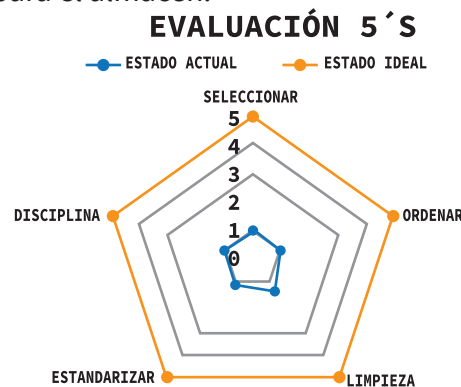 EVALUACIÓN 5´S
ESTADO ACTUAL
ESTADO IDEAL
SELECCIONAR
5
4
3
2
1
0
DISCIPLINA
ORDENAR
ESTANDARIZAR
LIMPIEZA